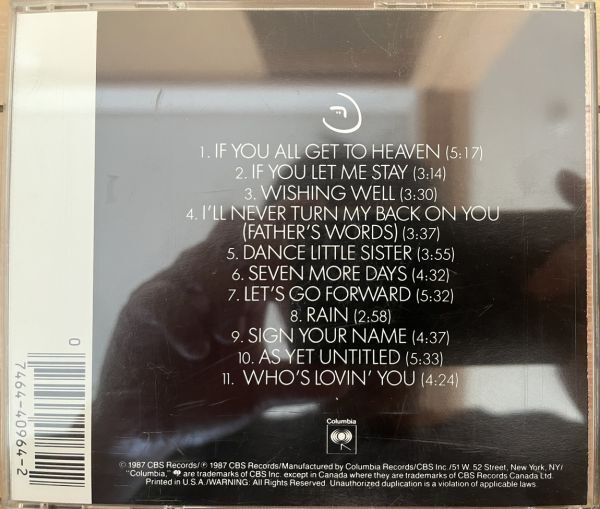 1. IF YOU ALL GET TO HEAVEN (5:17)
2. IF YOU LET ME STAY (3:14)
3. WISHING WELL (3:30)
4. I'LL NEVER TURN MY BACK ON YOU
(FATHER'S WORDS) (3:37)
5. DANCE LITTLE SISTER (3:55)
6. SEVEN MORE DAYS (4:32)
7. LET'S GO FORWARD (5:32)
8. RAIN (2:58)
9. SIGN YOUR NAME (4:37)
10. AS YET UNTITLED (5:33)
11. WHO'S LOVIN' YOU (4:24)
0
7464-40964-2
Columbia
© 1987 CBS Records/℗ 1987 CBS Records/Manufactured by Columbia Records/CBS Inc./51 W. 52 Street, New York, NY/
"Columbia," are trademarks of CBS Inc. except in Canada where they are trademarks of CBS Records Canada Ltd.
Printed in U.S.A./WARNING: All Rights Reserved. Unauthorized duplication is a violation of applicable laws.